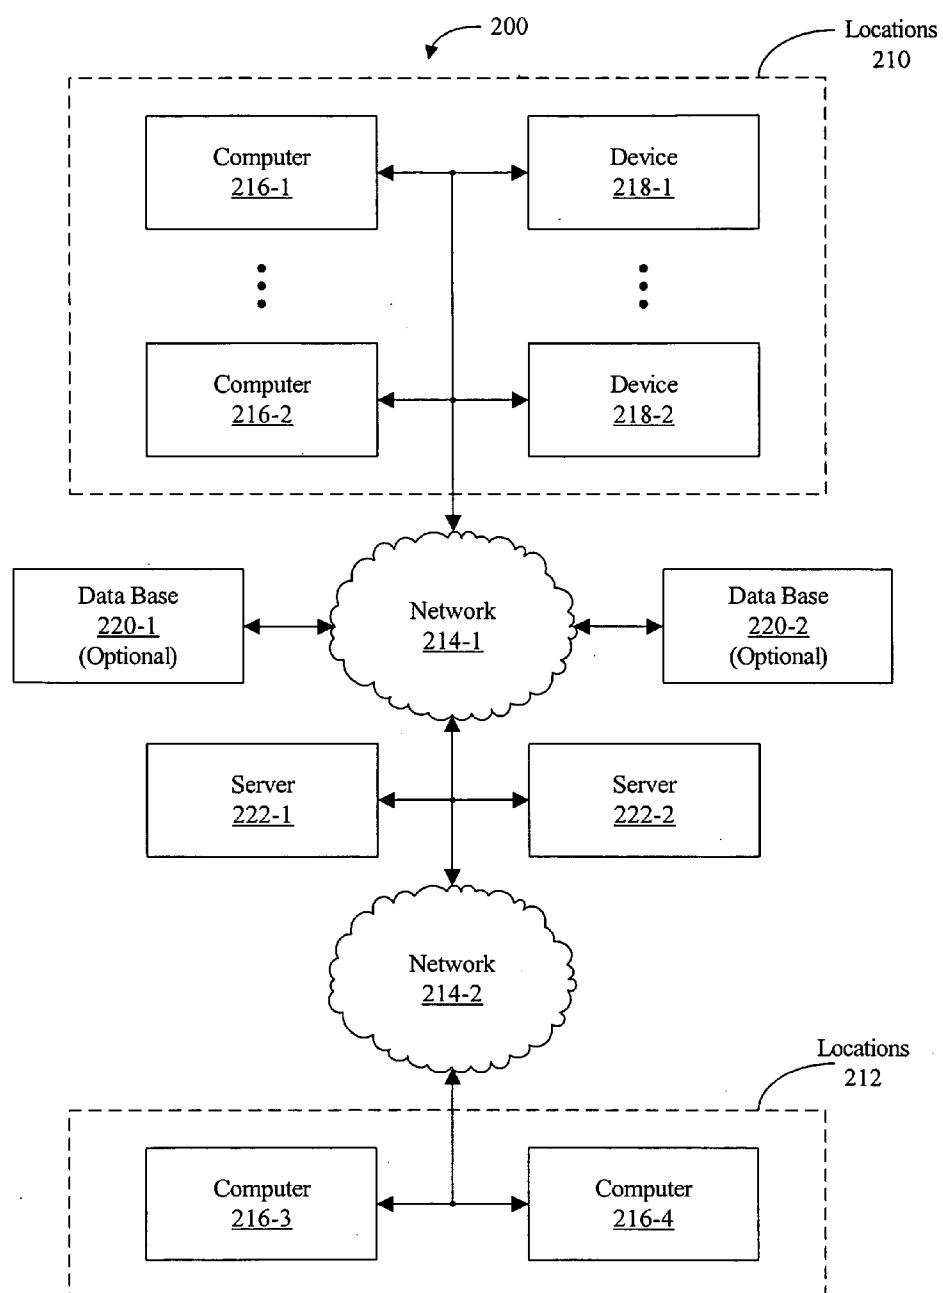 200
Locations
210
Computer
216-1
Device
218-1
Computer
216-2
Device
218-2
Data Base
220-1
(Optional)
Network
214-1
Data Base
220-2
(Optional)
Server
222-1
Server
222-2
Network
214-2
Locations
212
Computer
216-3
Computer
216-4